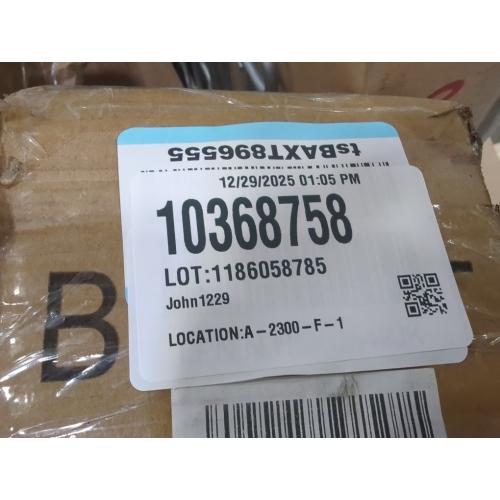 tsBAXT896555
12/29/2025 01:05 PM
10368758
LOT:1186058785
John1229
LOCATION:A-2300-F-1
B